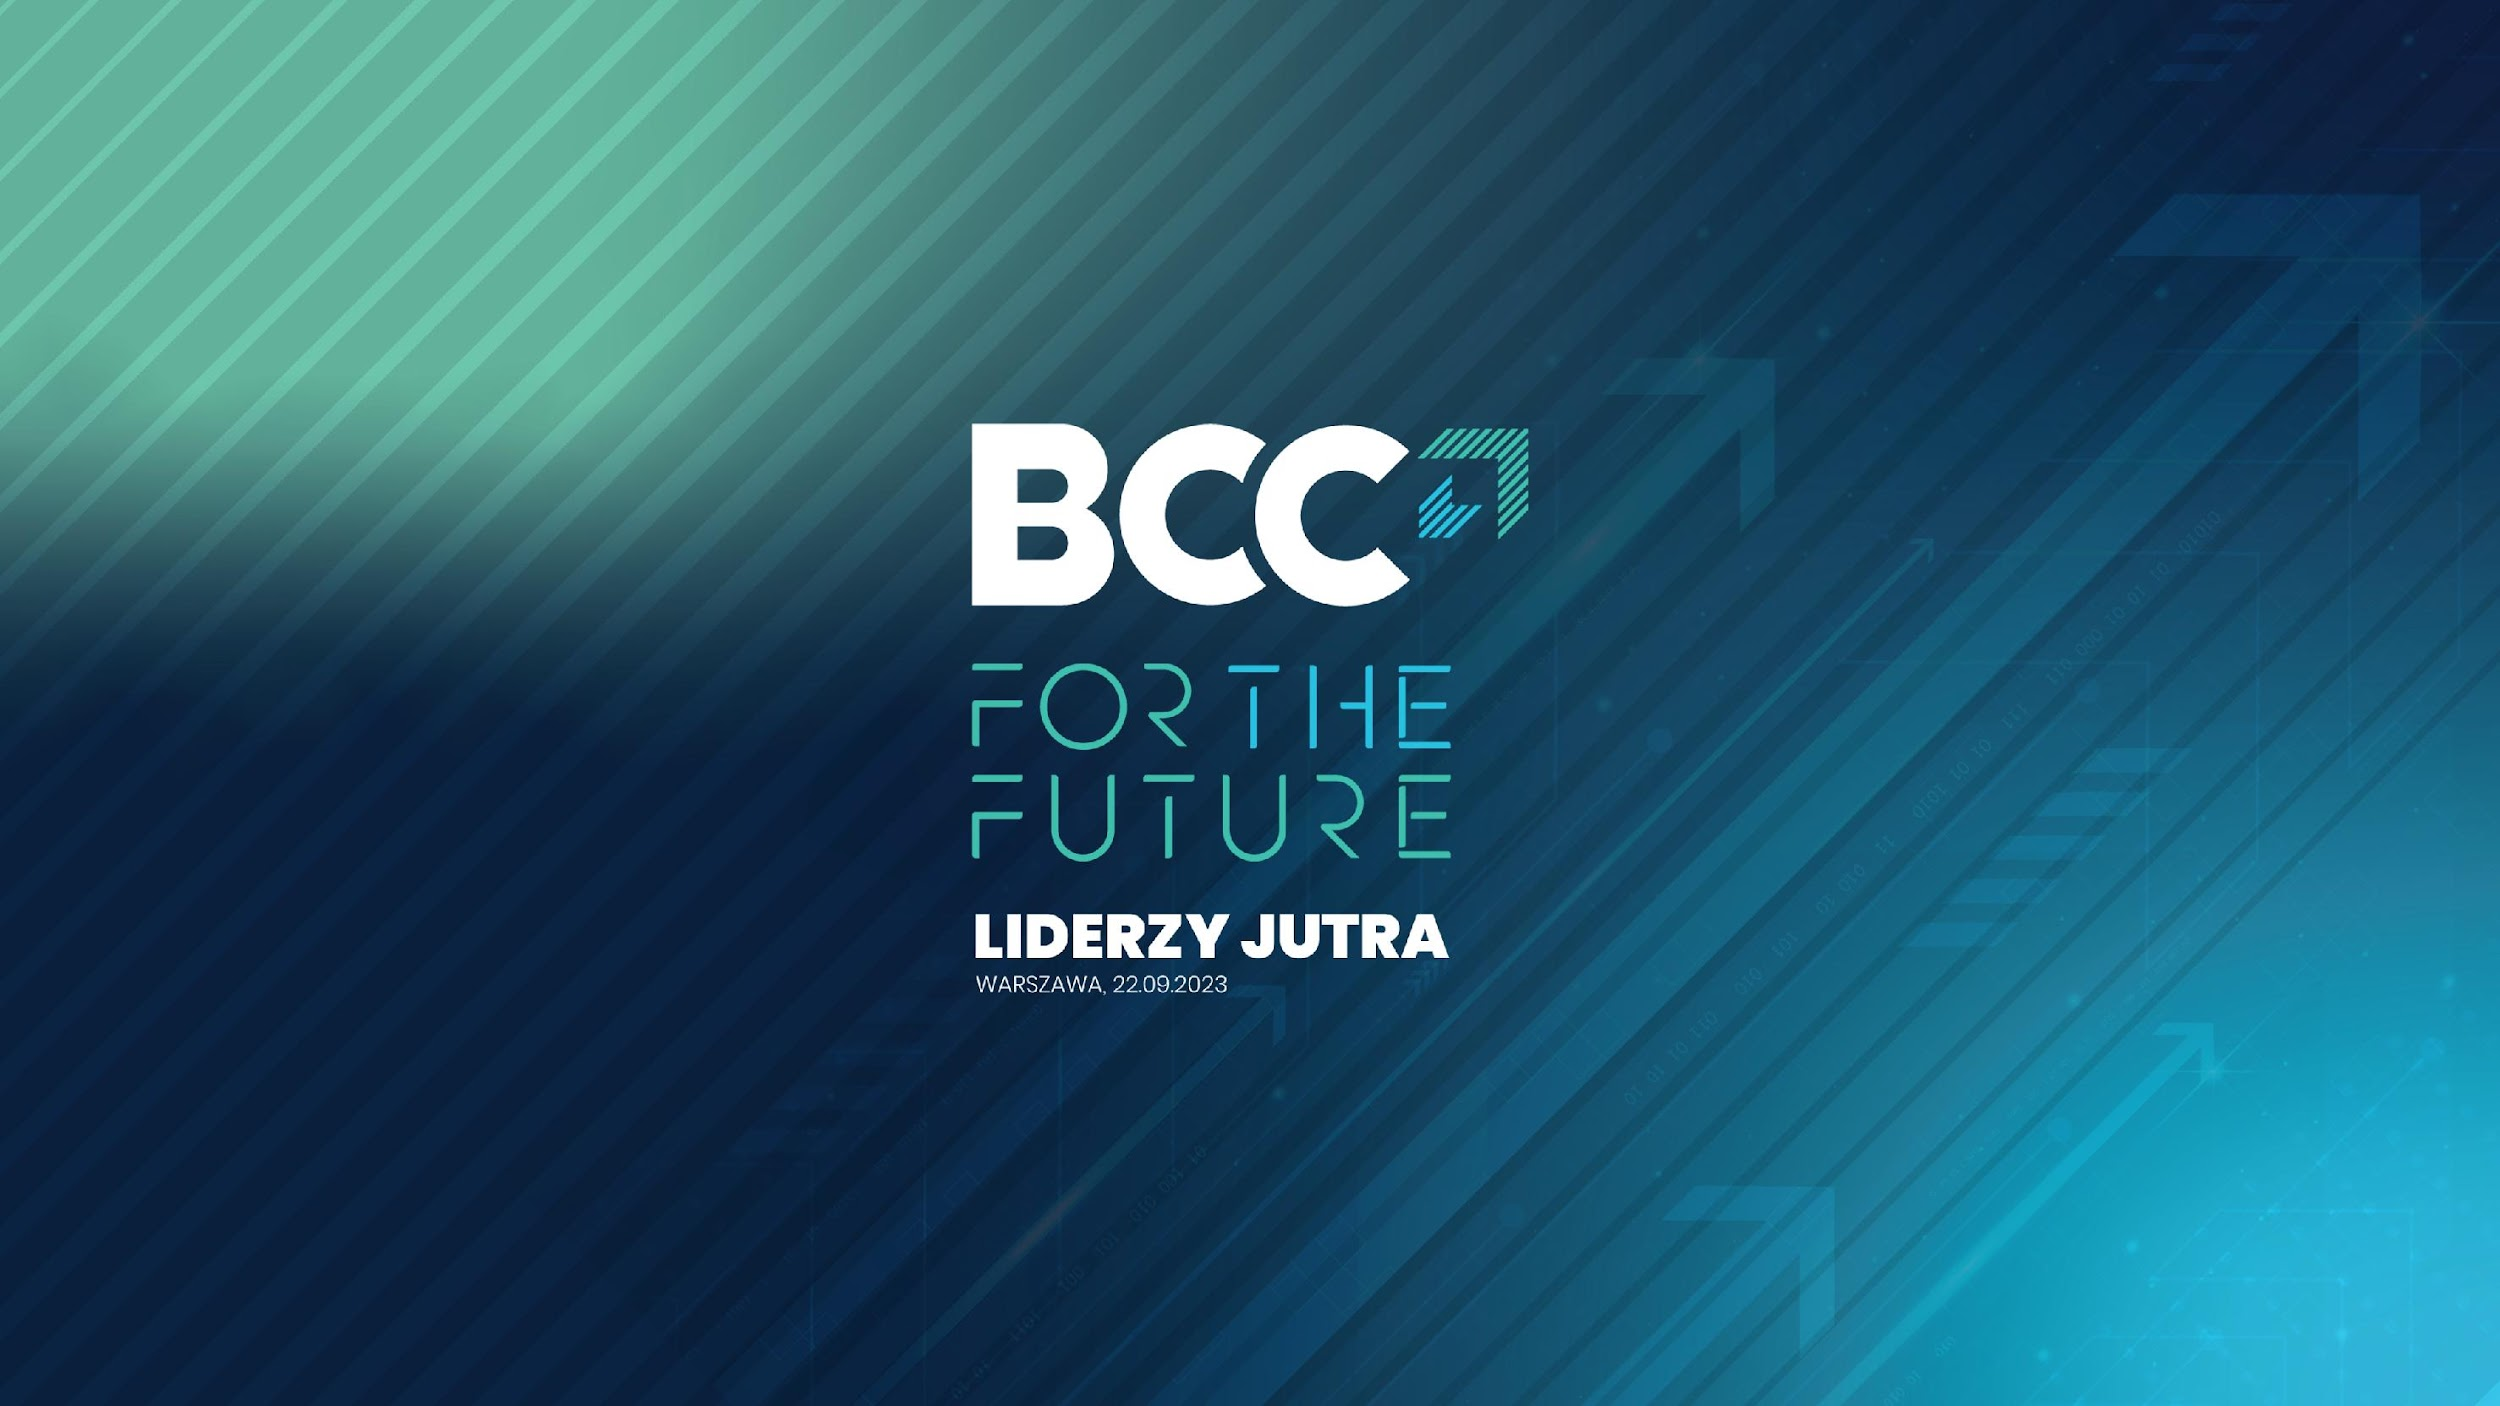 BCC
FOR THE
FUTURE
LIDERZY JUTRA
WARSZAWA, 22.09.2023